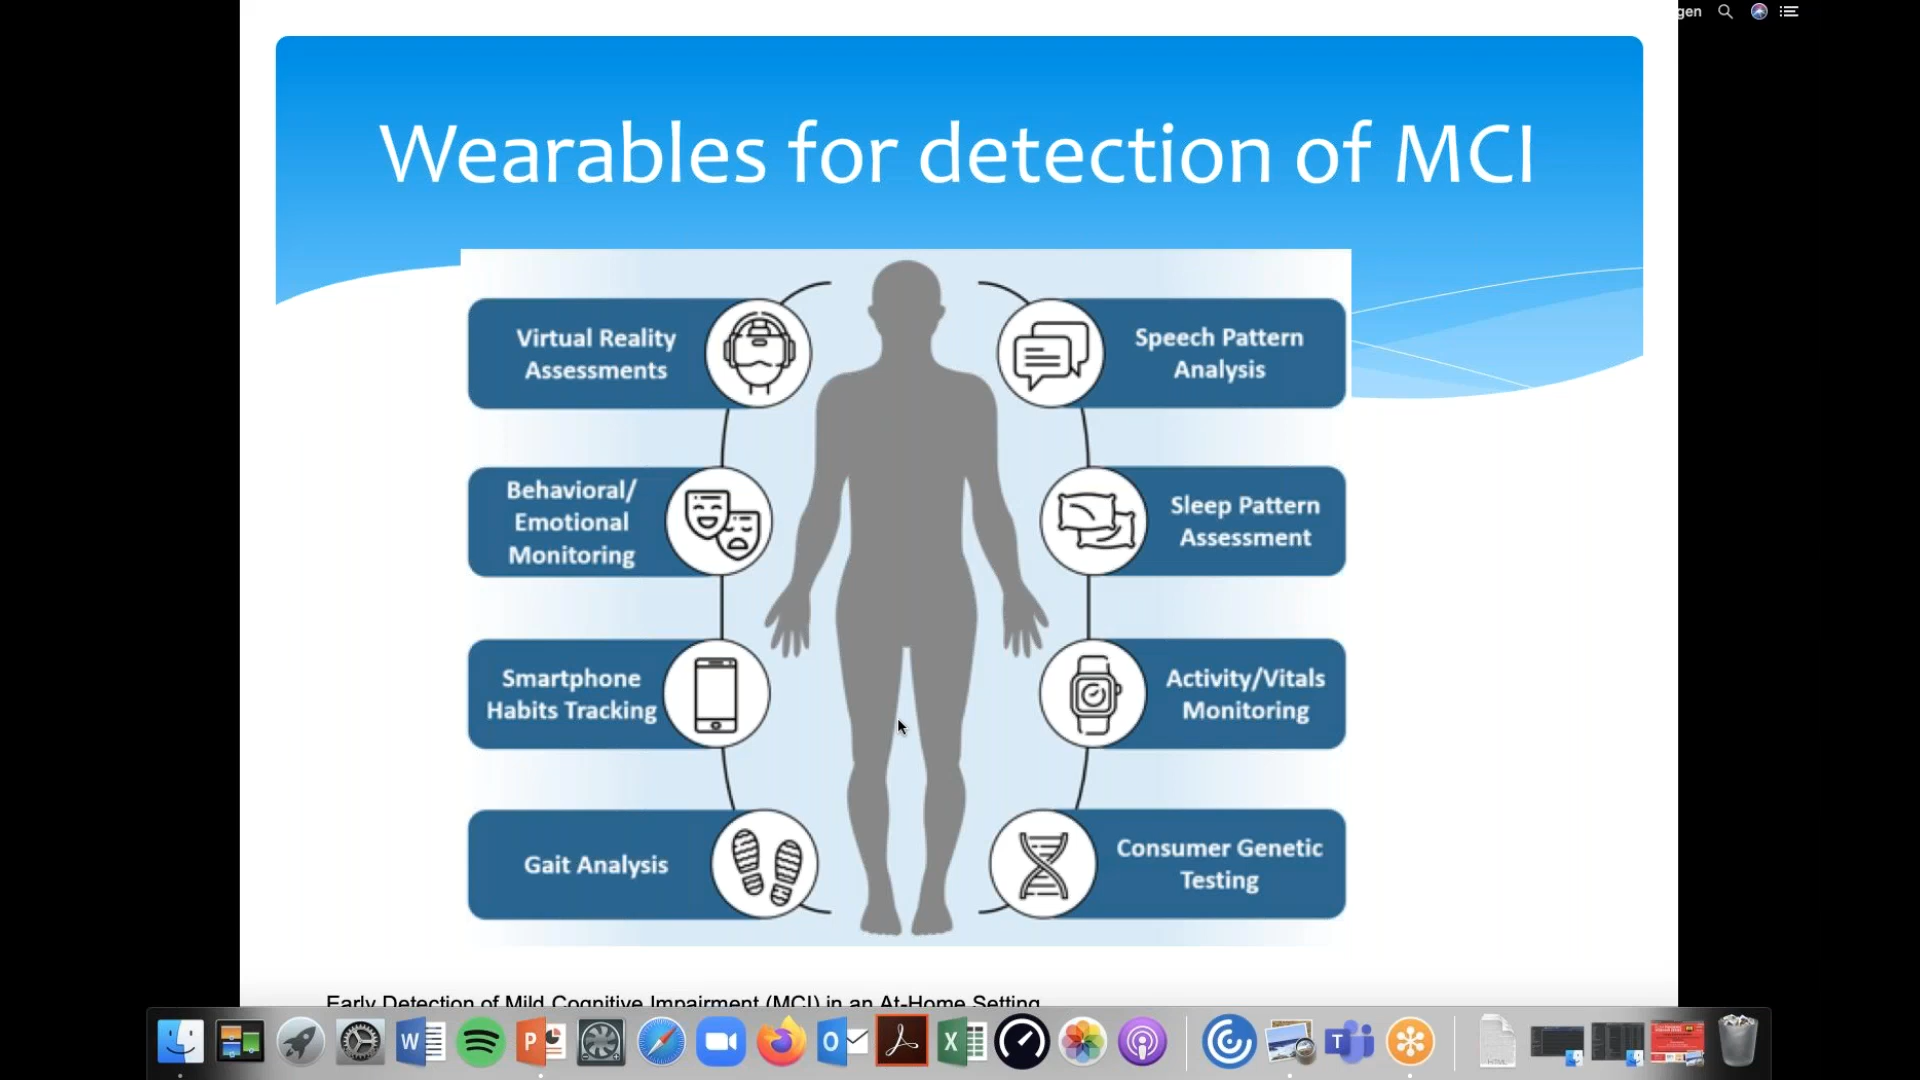 gen
Wearables for detection of MCI
Virtual Reality
Assessments
Speech Pattern
Analysis
Behavioral/
Emotional
Monitoring
Sleep Pattern
Assessment
Smartphone
Habits Tracking
Activity/Vitals
Monitoring
Gait Analysis
Consumer Genetic
Testing
Early Detection of Mild Cognitive Impairment (MCI) in an At-Home Setting
W
P
O
X
T
HTML